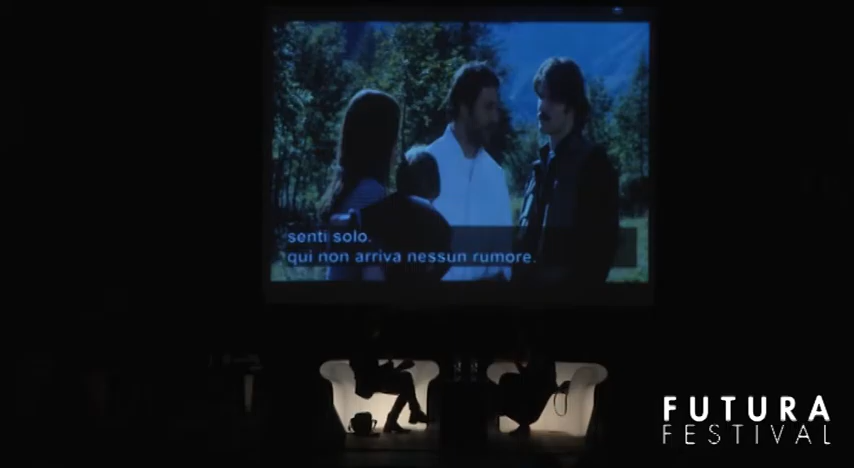 senti solo.
qui non arriva nessun rumore.
FUTURA
FESTIVAL